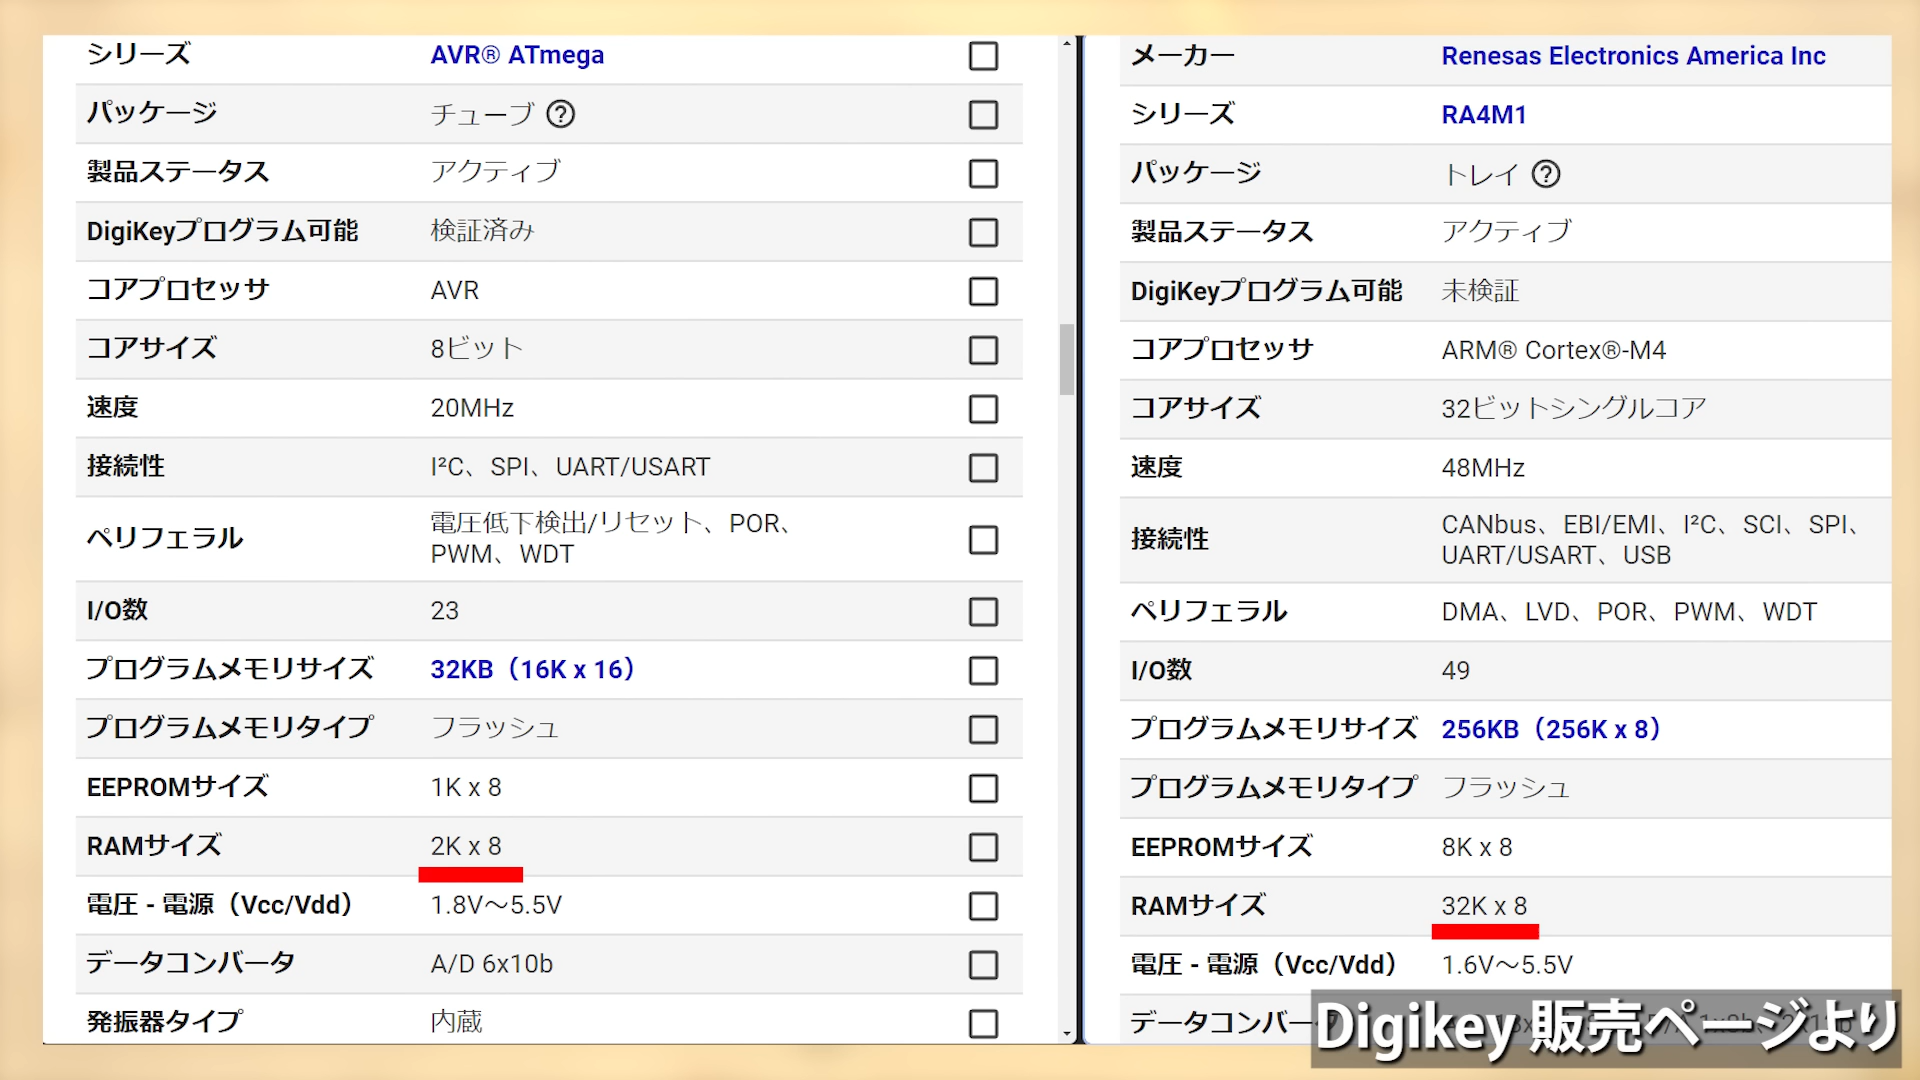 シリーズ AVR® ATmega
パッケージ チューブ ?
製品ステータス アクティブ
DigiKeyプログラム可能 検証済み
コアプロセッサ AVR
コアサイズ 8ビット
速度 20MHz
接続性 I²C、SPI、UART/USART
ペリフェラル 電圧低下検出/リセット、POR、
PWM、WDT
I/O数 23
プログラムメモリサイズ 32KB（16K x 16）
プログラムメモリタイプ フラッシュ
EEPROMサイズ 1K x 8
RAMサイズ 2K x 8
電圧 - 電源（Vcc/Vdd） 1.8V～5.5V
データコンバータ A/D 6x10b
発振器タイプ 内蔵
メーカー Renesas Electronics America Inc
シリーズ RA4M1
パッケージ トレイ ?
製品ステータス アクティブ
DigiKeyプログラム可能 未検証
コアプロセッサ ARM® Cortex®-M4
コアサイズ 32ビットシングルコア
速度 48MHz
接続性 CANbus、EBI/EMI、I²C、SCI、SPI、
UART/USART、USB
ペリフェラル DMA、LVD、POR、PWM、WDT
I/O数 49
プログラムメモリサイズ 256KB（256K x 8）
プログラムメモリタイプ フラッシュ
EEPROMサイズ 8K x 8
RAMサイズ 32K x 8
電圧 - 電源（Vcc/Vdd） 1.6V～5.5V
Digikey 販売ページより